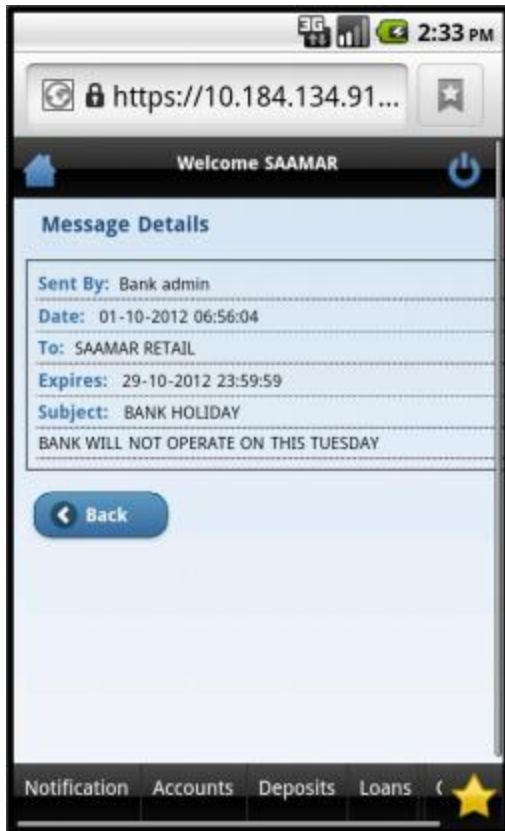 3G 2:33 PM
https://10.184.134.91...
Welcome SAAMAR
Message Details
Sent By: Bank admin
Date: 01-10-2012 06:56:04
To: SAAMAR RETAIL
Expires: 29-10-2012 23:59:59
Subject: BANK HOLIDAY
BANK WILL NOT OPERATE ON THIS TUESDAY
Back
Notification Accounts Deposits Loans